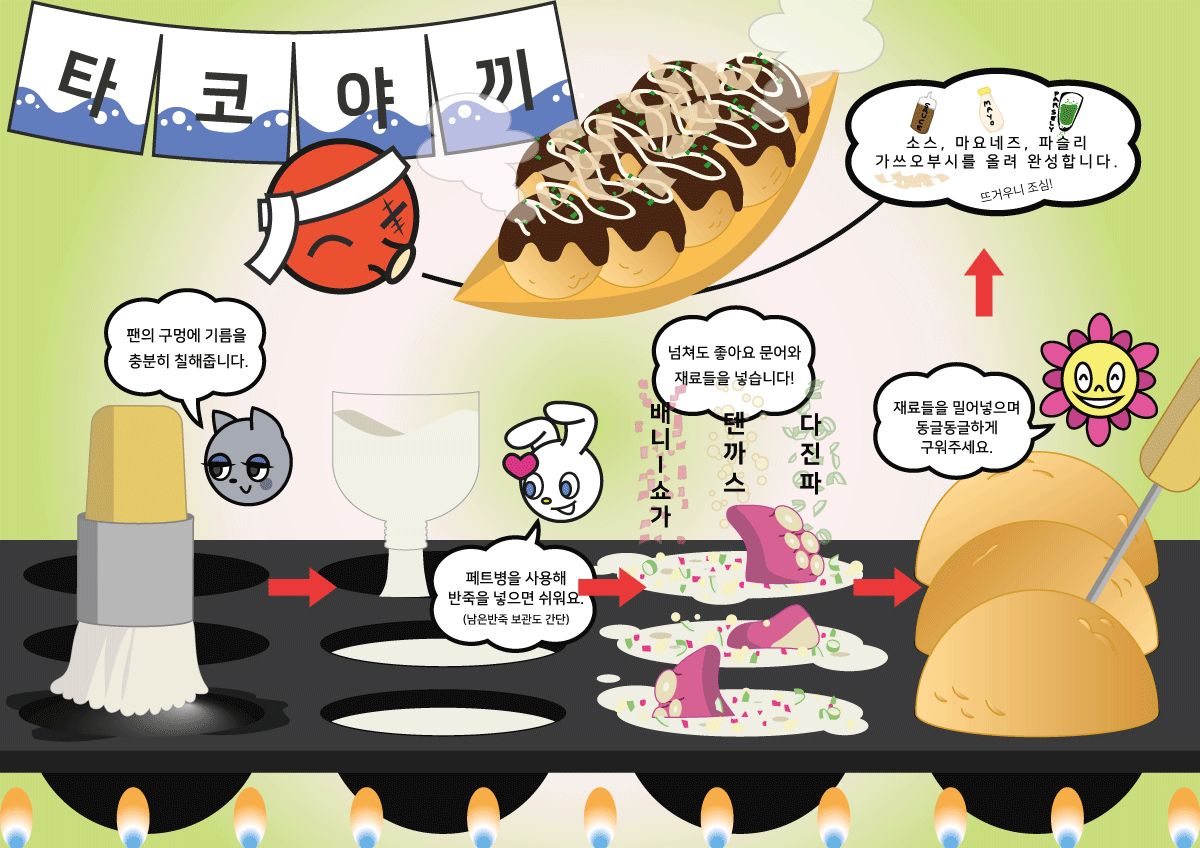 타코야끼
SAUCE
MAYO
PARSELY
소스, 마요네즈, 파슬리
가쓰오부시를 올려 완성합니다.
뜨거우니 조심!
팬의 구멍에 기름을
충분히 칠해줍니다.
페트병을 사용해
반죽을 넣으면 쉬워요.
(남은반죽 보관도 간단)
넘쳐도 좋아요 문어와
재료들을 넣습니다!
배니ㅡ쇼가
탠까스
다진파
재료들을 밀어넣으며
동글동글하게
구워주세요.